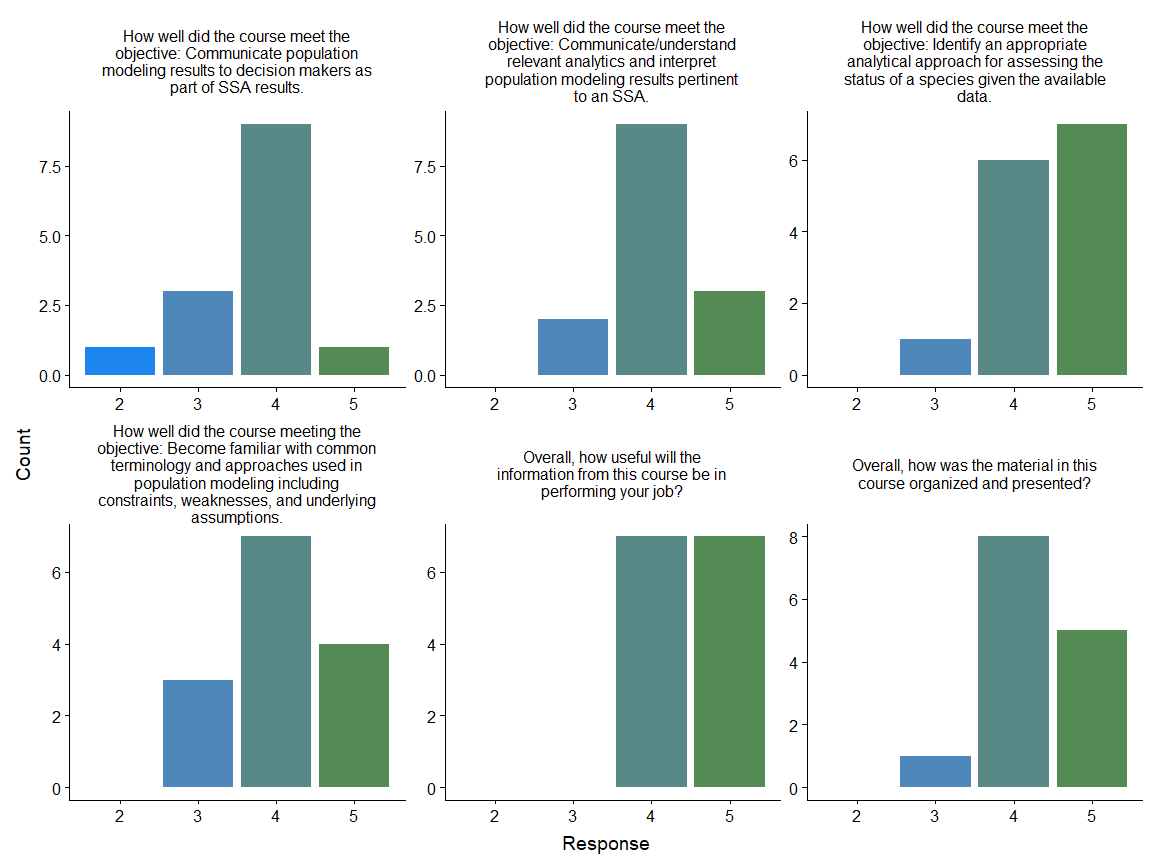 How well did the course meet the
objective: Communicate population
modeling results to decision makers as
part of SSA results.
How well did the course meet the
objective: Communicate/understand
relevant analytics and interpret
population modeling results pertinent
to an SSA.
How well did the course meet the
objective: Identify an appropriate
analytical approach for assessing the
status of a species given the available
data.
7.5
5.0
2.5
0.0
2 3 4 5
7.5
5.0
2.5
0.0
2 3 4 5
6
4
2
0
2 3 4 5
Count
How well did the course meeting the
objective: Become familiar with common
terminology and approaches used in
population modeling including
constraints, weaknesses, and underlying
assumptions.
Overall, how useful will the
information from this course be in
performing your job?
Overall, how was the material in this
course organized and presented?
6
4
2
0
2 3 4 5
6
4
2
0
2 3 4 5
8
6
4
2
0
2 3 4 5
Response